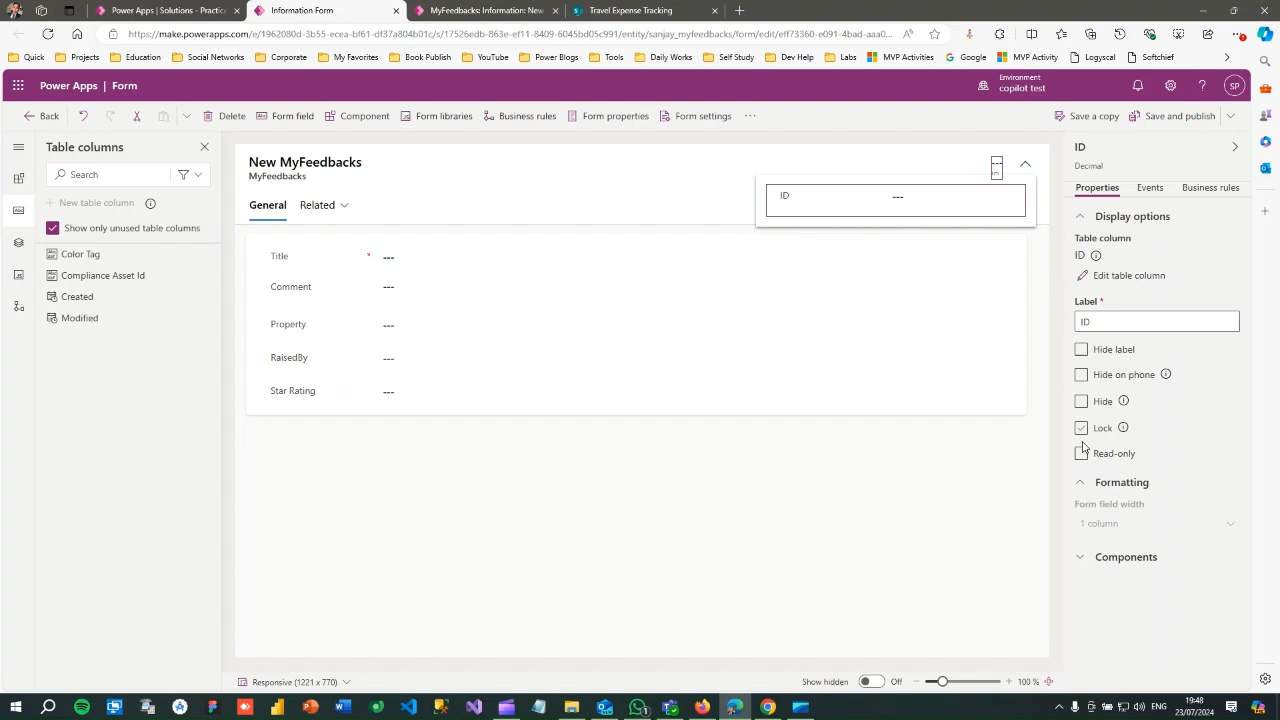 Power Apps | Solutions - Practice
Information Form
MyFeedbacks: Information: New
Travel Expense Tracking
https://make.powerapps.com/e/1962080d-3b55-ecea-bf61-df37a804b01c/s/17526edb-863e-ef11-8409-6045bd05c991/entity/sanjay_myfeedbacks/form/edit/eff73360-e091-4bad-aaa0...
Quick
Projects
Education
Social Networks
Corporate
My Favorites
Book Publish
YouTube
Power Blogs
Tools
Daily Works
Self Study
Dev Help
Labs
MVP Activities
Google
MVP Activity
Logyscal
Softchief
Power Apps | Form
Environment
copilot test
SP
Back
Delete
Form field
Component
Form libraries
Business rules
Form properties
Form settings
Save a copy
Save and publish
Table columns
Search
New table column
Show only unused table columns
Color Tag
Compliance Asset Id
Created
Modified
New MyFeedbacks
MyFeedbacks
General
Related
ID ---
Title * ---
Comment ---
Property ---
RaisedBy ---
Star Rating ---
Responsive (1221 x 770)
Show hidden
Off
100 %
ID
Decimal
Properties
Events
Business rules
Display options
Table column
ID
Edit table column
Label *
ID
Hide label
Hide on phone
Hide
Lock
Read-only
Formatting
Form field width
1 column
Components
ENG
19:48
23/07/2024